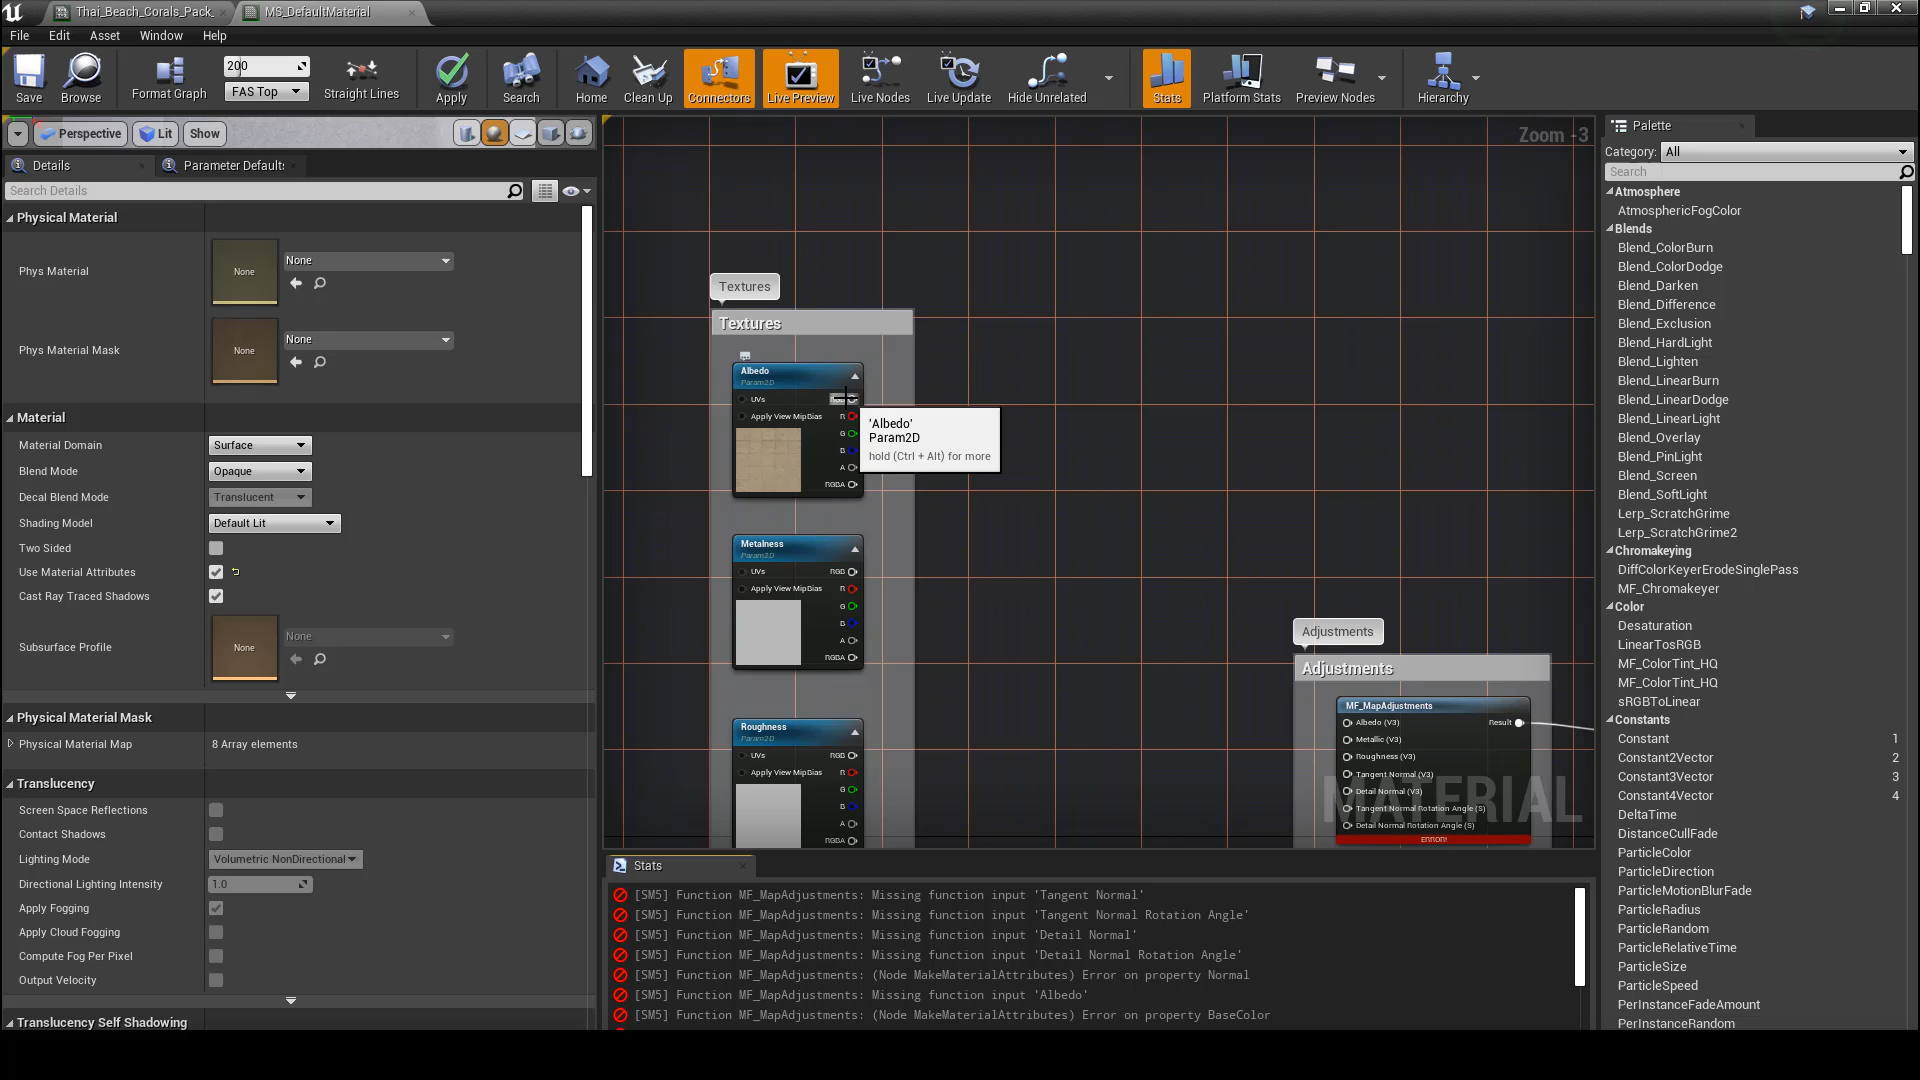 Thai_Beach_Corals_Pack_
MS_DefaultMaterial
File Edit Asset Window Help
Save
Browse
Format Graph
200
FAS Top
Straight Lines
Apply
Search
Home
Clean Up
Connectors
Live Preview
Live Nodes
Live Update
Hide Unrelated
Stats
Platform Stats
Preview Nodes
Hierarchy
Perspective
Lit
Show
Details
Parameter Default
Search Details
Physical Material
Phys Material
None
None
Phys Material Mask
None
None
Material
Material Domain
Surface
Blend Mode
Opaque
Decal Blend Mode
Translucent
Shading Model
Default Lit
Two Sided
Use Material Attributes
Cast Ray Traced Shadows
Subsurface Profile
None
None
Physical Material Mask
Physical Material Map
8 Array elements
Translucency
Screen Space Reflections
Contact Shadows
Lighting Mode
Volumetric NonDirectional
Directional Lighting Intensity
1.0
Apply Fogging
Apply Cloud Fogging
Compute Fog Per Pixel
Output Velocity
Translucency Self Shadowing
Zoom -3
Textures
Textures
Albedo
Param2D
UVs
Apply View MipBias
R
G
B
A
RGBA
'Albedo'
Param2D
hold (Ctrl + Alt) for more
Metalness
Param2D
UVs
RGB
Apply View MipBias
R
G
B
A
RGBA
Roughness
Param2D
UVs
RGB
Apply View MipBias
R
G
B
A
RGBA
Adjustments
Adjustments
MF_MapAdjustments
Albedo (V3)
Result
Metallic (V3)
Roughness (V3)
Tangent Normal (V3)
Detail Normal (V3)
Tangent Normal Rotation Angle (S)
Detail Normal Rotation Angle (S)
ERROR!
MATERIAL
Stats
[SM5] Function MF_MapAdjustments: Missing function input 'Tangent Normal'
[SM5] Function MF_MapAdjustments: Missing function input 'Tangent Normal Rotation Angle'
[SM5] Function MF_MapAdjustments: Missing function input 'Detail Normal'
[SM5] Function MF_MapAdjustments: Missing function input 'Detail Normal Rotation Angle'
[SM5] Function MF_MapAdjustments: (Node MakeMaterialAttributes) Error on property Normal
[SM5] Function MF_MapAdjustments: Missing function input 'Albedo'
[SM5] Function MF_MapAdjustments: (Node MakeMaterialAttributes) Error on property BaseColor
Palette
Category: All
Search
Atmosphere
AtmosphericFogColor
Blends
Blend_ColorBurn
Blend_ColorDodge
Blend_Darken
Blend_Difference
Blend_Exclusion
Blend_HardLight
Blend_Lighten
Blend_LinearBurn
Blend_LinearDodge
Blend_LinearLight
Blend_Overlay
Blend_PinLight
Blend_Screen
Blend_SoftLight
Lerp_ScratchGrime
Lerp_ScratchGrime2
Chromakeying
DiffColorKeyerErodeSinglePass
MF_Chromakeyer
Color
Desaturation
LinearTosRGB
MF_ColorTint_HQ
MF_ColorTint_HQ
sRGBToLinear
Constants
Constant 1
Constant2Vector 2
Constant3Vector 3
Constant4Vector 4
DeltaTime
DistanceCullFade
ParticleColor
ParticleDirection
ParticleMotionBlurFade
ParticleRadius
ParticleRandom
ParticleRelativeTime
ParticleSize
ParticleSpeed
PerInstanceFadeAmount
PerInstanceRandom